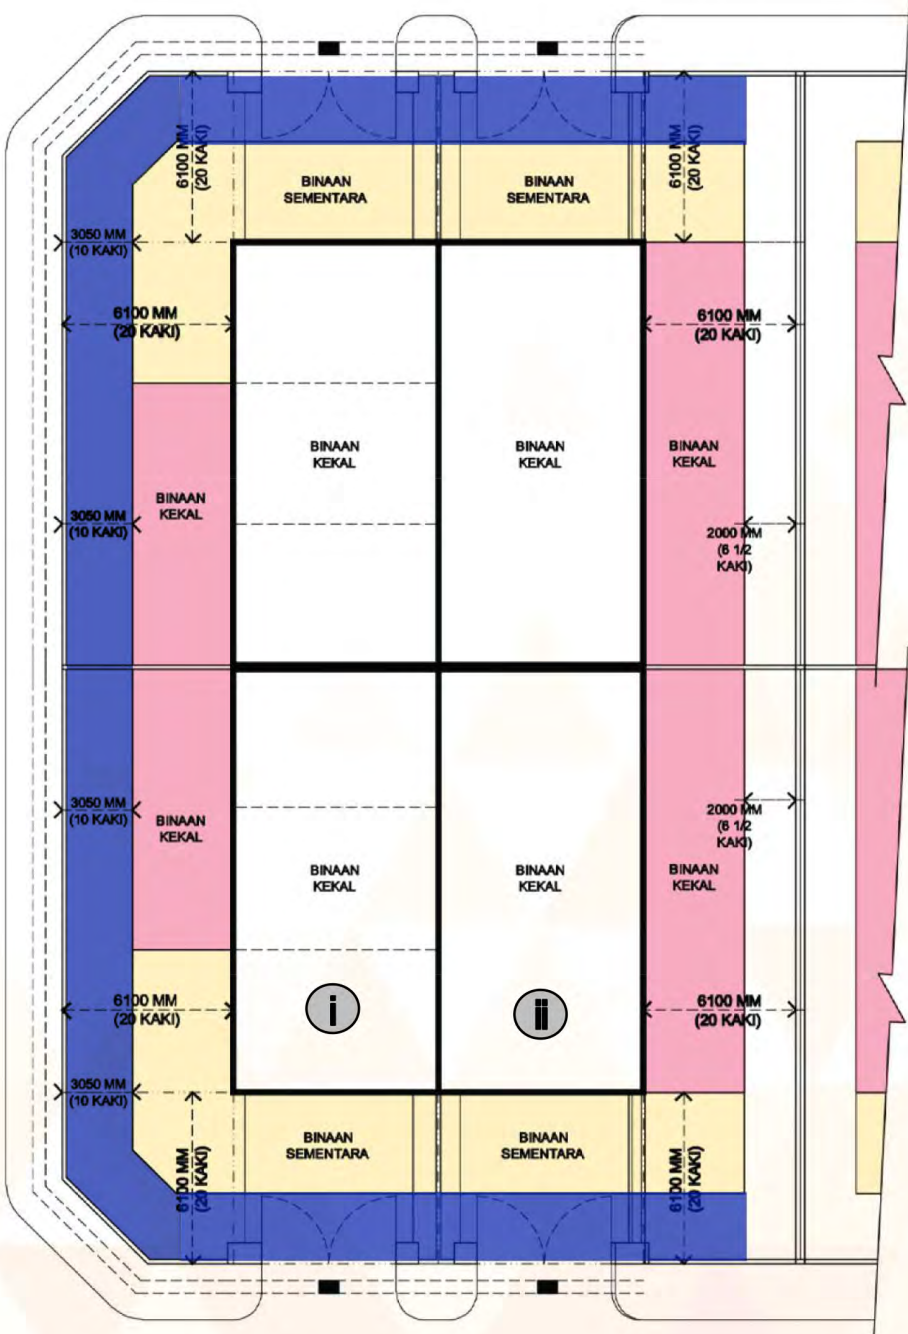 6100 MM
(20 KAKI)
BINAAN
SEMENTARA
BINAAN
SEMENTARA
6100 MM
(20 KAKI)
3050 MM
(10 KAKI)
6100 MM
(20 KAKI)
6100 MM
(20 KAKI)
BINAAN
KEKAL
BINAAN
KEKAL
BINAAN
KEKAL
BINAAN
KEKAL
3050 MM
(10 KAKI)
2000 MM
(6 1/2
KAKI)
3050 MM
(10 KAKI)
BINAAN
KEKAL
2000 MM
(6 1/2
KAKI)
BINAAN
KEKAL
BINAAN
KEKAL
BINAAN
KEKAL
6100 MM
(20 KAKI)
i
ii
6100 MM
(20 KAKI)
3050 MM
(10 KAKI)
6100 MM
(20 KAKI)
BINAAN
SEMENTARA
BINAAN
SEMENTARA
6100 MM
(20 KAKI)